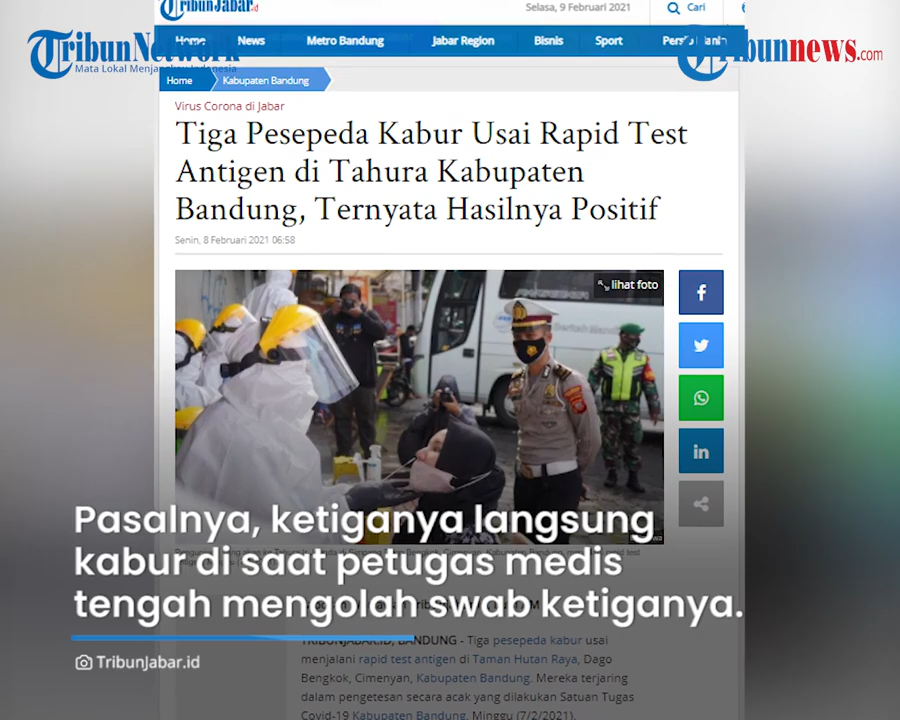 TribunJabar.id
Selasa, 9 Februari 2021
Cari
TribunNetwork
Mata Lokal Menjangkau Indonesia
Tribunnews.com
Home
News
Metro Bandung
Jabar Region
Bisnis
Sport
Home
Kabupaten Bandung
Virus Corona di Jabar
Tiga Pesepeda Kabur Usai Rapid Test
Antigen di Tahura Kabupaten
Bandung, Ternyata Hasilnya Positif
Senin, 8 Februari 2021 06:58
lihat foto
Pasalnya, ketiganya langsung
kabur di saat petugas medis
tengah mengolah swab ketiganya.
TribunJabar.id
TRIBUNJABAR.ID, BANDUNG - Tiga pesepeda kabur usai
menjalani rapid test antigen di Taman Hutan Raya, Dago
Bengkok, Cimenyan, Kabupaten Bandung. Mereka terjaring
dalam pengetesan secara acak yang dilakukan Satuan Tugas
Covid-19 Kabupaten Bandung, Minggu (7/2/2021).